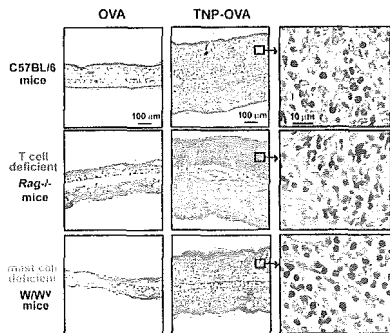 OVA
TNP-OVA
C57BL/6
mice
100 µm
100 µm
10 µm
T cell
deficient
Rag-/-
mice
mast cell
deficient
W/Wv
mice